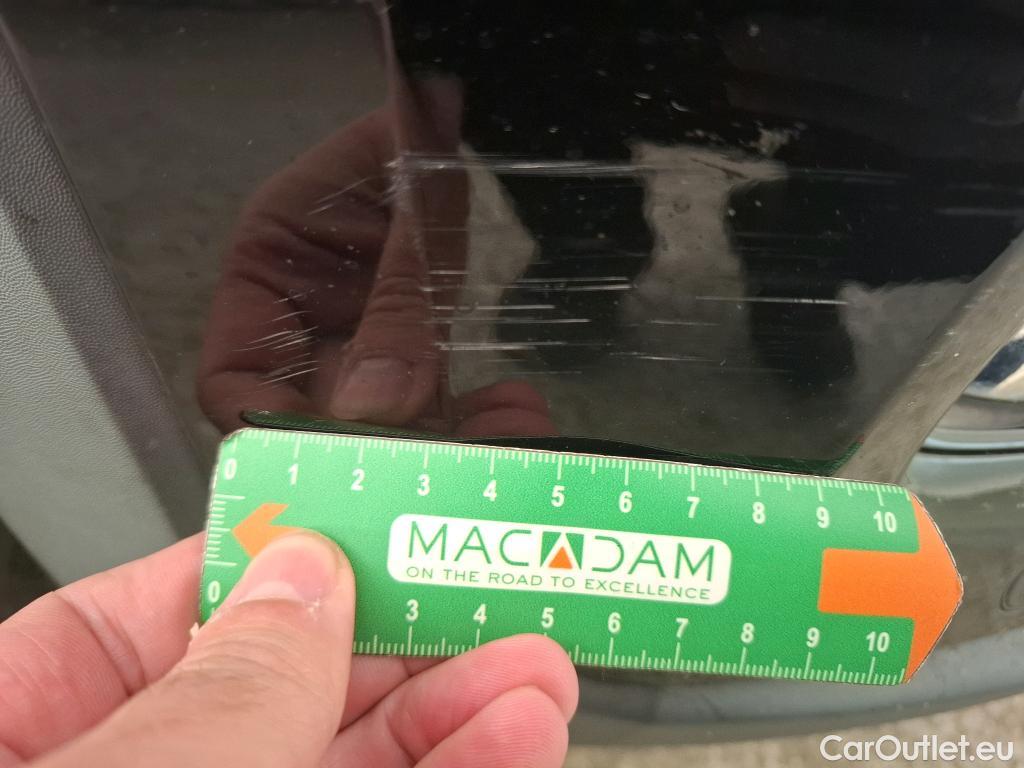 0 1 2 3 4 5 6 7 8 9 10
MACADAM
ON THE ROAD TO EXCELLENCE
0 3 4 5 6 7 8 9 10
CarOutlet.eu